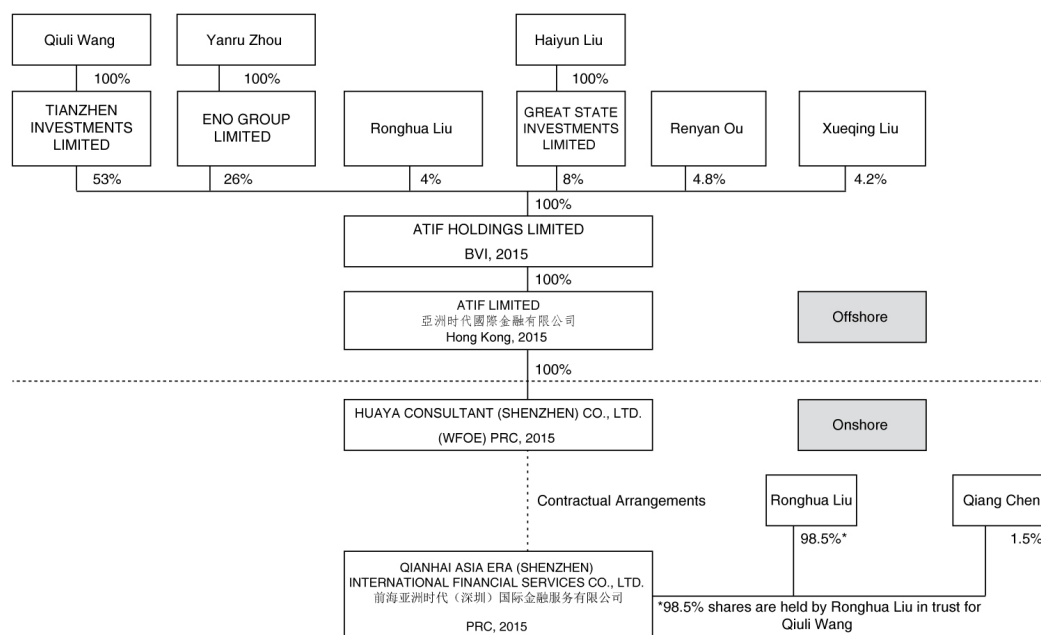 Qiuli Wang
Yanru Zhou
Haiyun Liu
100%
100%
100%
TIANZHEN
INVESTMENTS
LIMITED
ENO GROUP
LIMITED
Ronghua Liu
GREAT STATE
INVESTMENTS
LIMITED
Renyan Ou
Xueqing Liu
53%
26%
4%
8%
4.8%
4.2%
100%
ATIF HOLDINGS LIMITED
BVI, 2015
100%
ATIF LIMITED
亞洲时代國際金融有限公司
Hong Kong, 2015
Offshore
100%
HUAYA CONSULTANT (SHENZHEN) CO., LTD.
(WFOE) PRC, 2015
Onshore
Contractual Arrangements
Ronghua Liu
Qiang Chen
98.5%*
1.5%
QIANHAI ASIA ERA (SHENZHEN)
INTERNATIONAL FINANCIAL SERVICES CO., LTD.
前海亚洲时代（深圳）国际金融服务有限公司
PRC, 2015
*98.5% shares are held by Ronghua Liu in trust for
Qiuli Wang